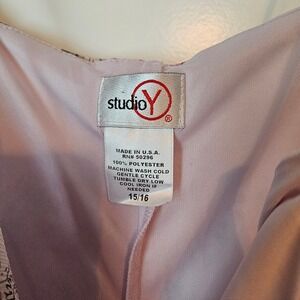 studio Y ®
MADE IN U.S.A.
RN# 50296
100% POLYESTER
MACHINE WASH COLD
GENTLE CYCLE
TUMBLE DRY LOW
COOL IRON IF
NEEDED
15/16